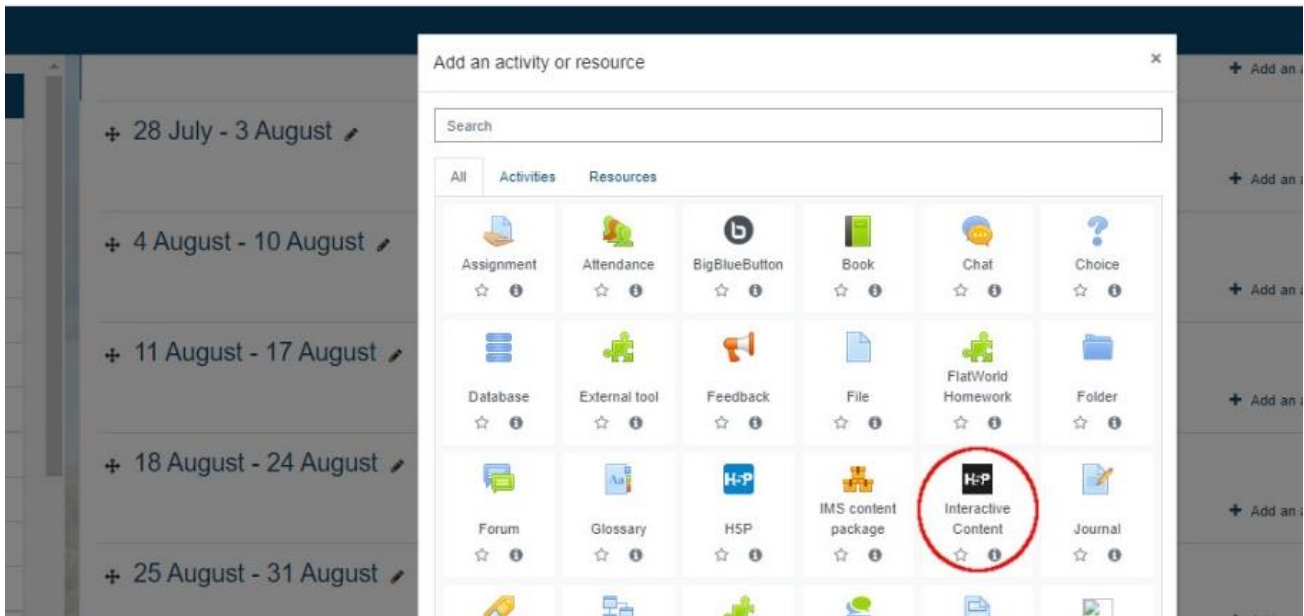 Add an activity or resource
×
Search
All Activities Resources
Assignment Attendance BigBlueButton Book Chat Choice
Database External tool Feedback File FlatWorld Homework Folder
Forum Glossary H5P IMS content package Interactive Content Journal
H5P H5P
28 July - 3 August
4 August - 10 August
11 August - 17 August
18 August - 24 August
25 August - 31 August
Add an a
Add an a
Add an a
Add an a
Add an a